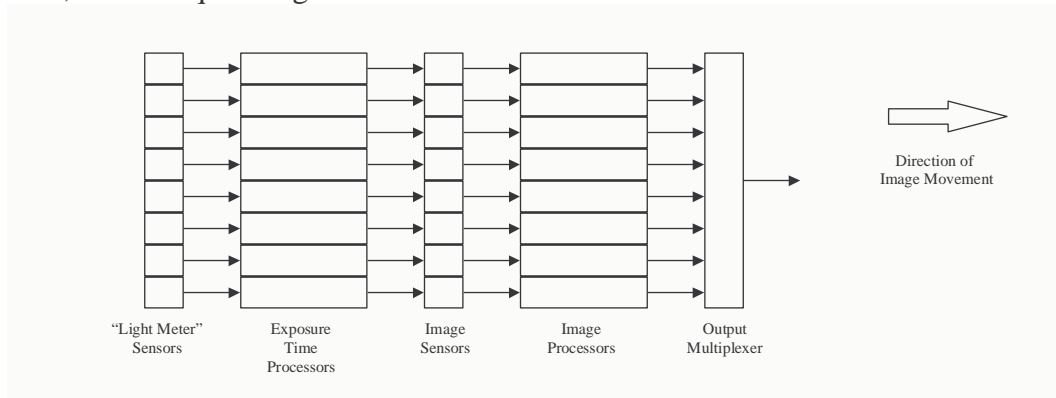 Direction of
Image Movement
“Light Meter”
Sensors
Exposure
Time
Processors
Image
Sensors
Image
Processors
Output
Multiplexer